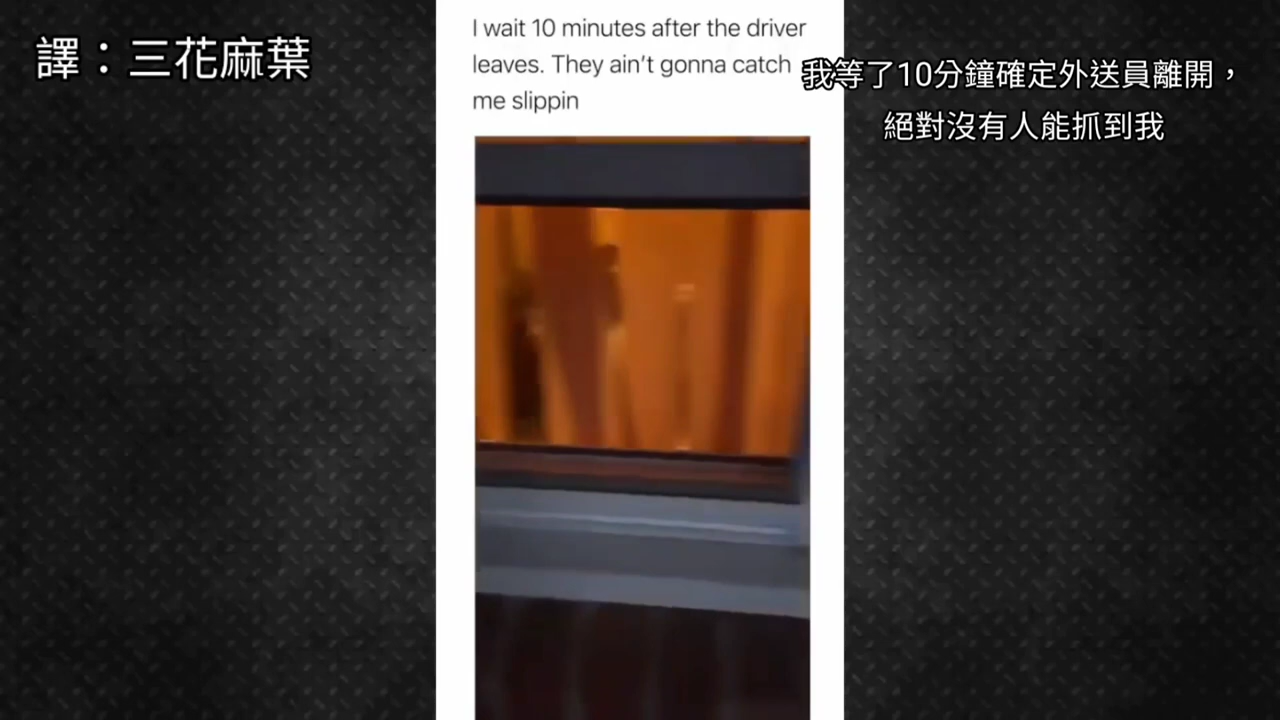 譯：三花麻葉
I wait 10 minutes after the driver
leaves. They ain't gonna catch
me slippin
我等了10分鐘確定外送員離開，
絕對沒有人能抓到我